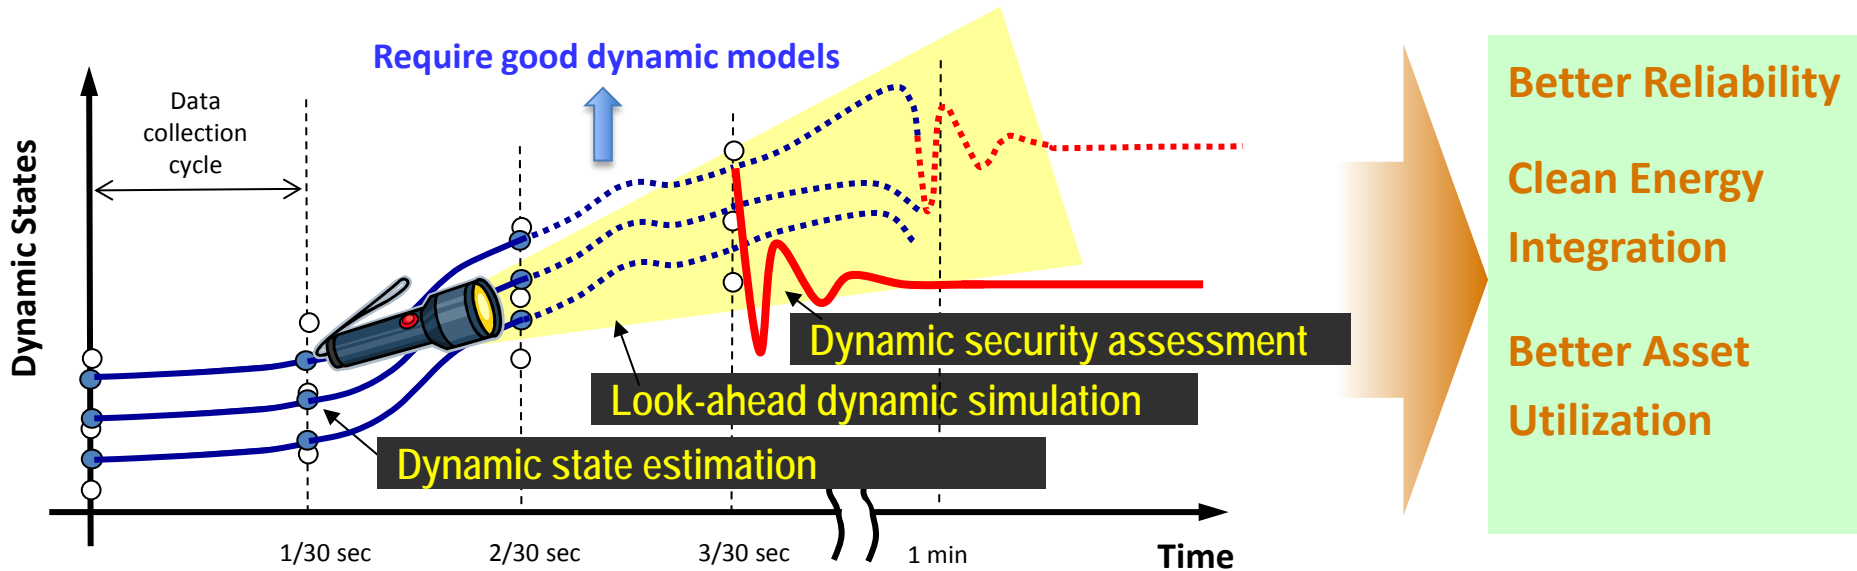 Require good dynamic models
Data
collection
cycle
Dynamic States
Dynamic security assessment
Look-ahead dynamic simulation
Dynamic state estimation
1/30 sec
2/30 sec
3/30 sec
1 min
Time
Better Reliability
Clean Energy
Integration
Better Asset
Utilization